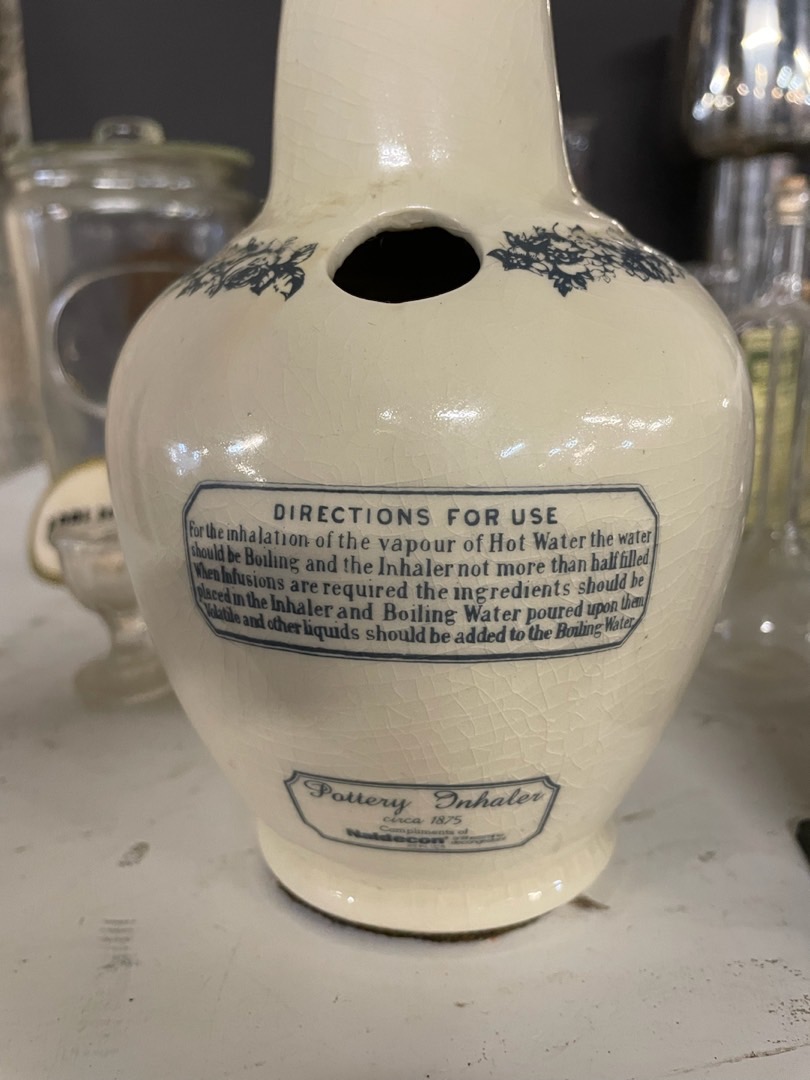 DIRECTIONS FOR USE
For the inhalation of the vapour of Hot Water the water
should be Boiling and the Inhaler not more than half filled
When Infusions are required the ingredients should be
placed in the Inhaler and Boiling Water poured upon them
Volatile and other liquids should be added to the Boiling Water
Pottery Inhaler
circa 1875
Compliments of
Naldecon